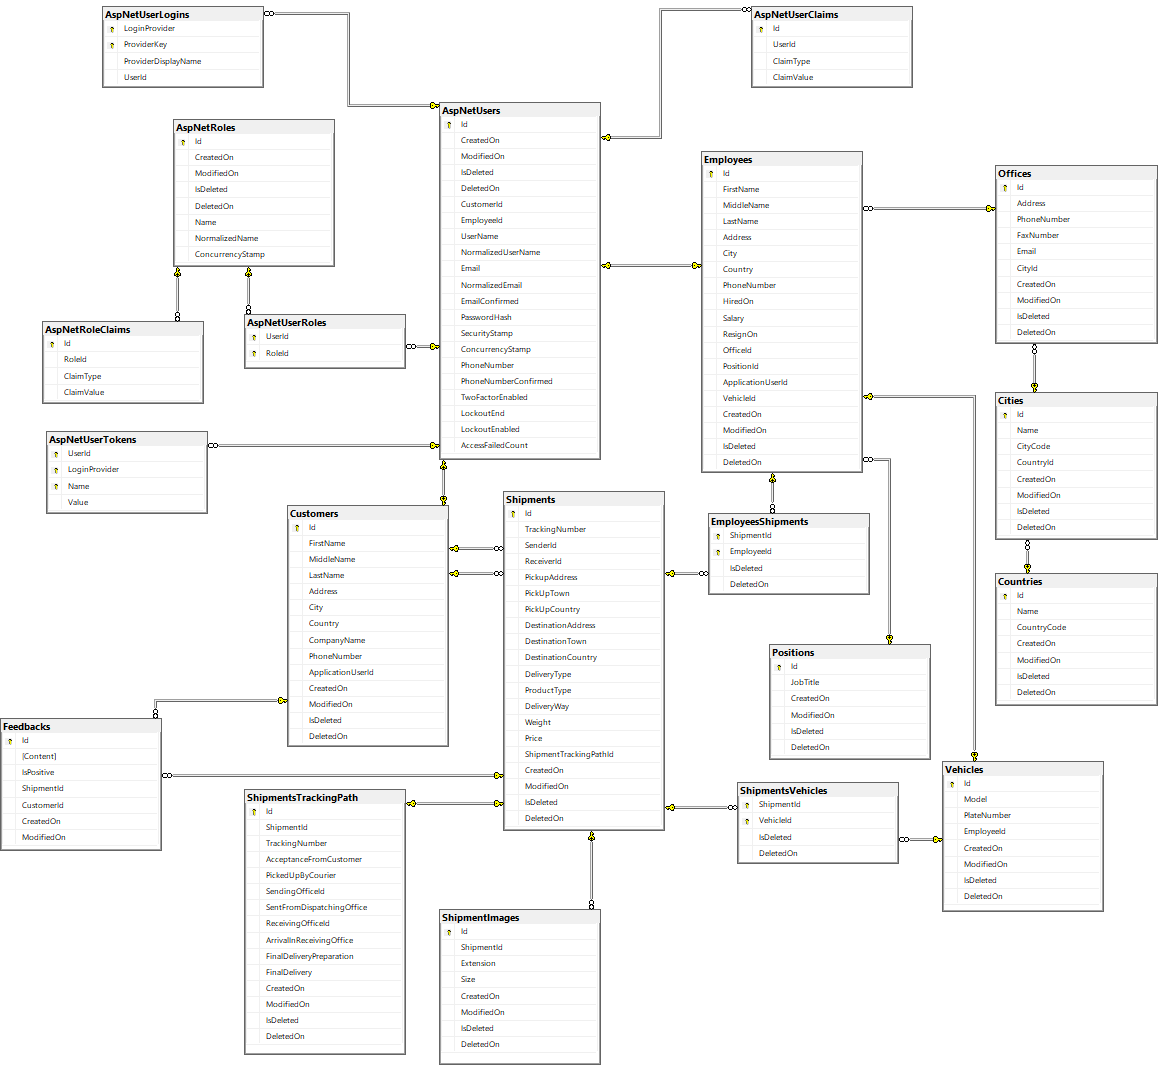 AspNetUserLogins
LoginProvider
ProviderKey
ProviderDisplayName
UserId
AspNetUserClaims
Id
UserId
ClaimType
ClaimValue
AspNetUsers
Id
CreatedOn
ModifiedOn
IsDeleted
DeletedOn
CustomerId
EmployeeId
UserName
NormalizedUserName
Email
NormalizedEmail
EmailConfirmed
PasswordHash
SecurityStamp
ConcurrencyStamp
PhoneNumber
PhoneNumberConfirmed
TwoFactorEnabled
LockoutEnd
LockoutEnabled
AccessFailedCount
AspNetRoles
Id
CreatedOn
ModifiedOn
IsDeleted
DeletedOn
Name
NormalizedName
ConcurrencyStamp
Employees
Id
FirstName
MiddleName
LastName
Address
City
Country
PhoneNumber
HiredOn
Salary
ResignOn
OfficeId
PositionId
ApplicationUserId
VehicleId
CreatedOn
ModifiedOn
IsDeleted
DeletedOn
Offices
Id
Address
PhoneNumber
FaxNumber
Email
CityId
CreatedOn
ModifiedOn
IsDeleted
DeletedOn
AspNetRoleClaims
Id
RoleId
ClaimType
ClaimValue
AspNetUserRoles
UserId
RoleId
Cities
Id
Name
CityCode
CountryId
CreatedOn
ModifiedOn
IsDeleted
DeletedOn
AspNetUserTokens
UserId
LoginProvider
Name
Value
Customers
Id
FirstName
MiddleName
LastName
Address
City
Country
CompanyName
PhoneNumber
ApplicationUserId
CreatedOn
ModifiedOn
IsDeleted
DeletedOn
Shipments
Id
TrackingNumber
SenderId
ReceiverId
PickupAddress
PickUpTown
PickUpCountry
DestinationAddress
DestinationTown
DestinationCountry
DeliveryType
ProductType
DeliveryWay
Weight
Price
ShipmentTrackingPathId
CreatedOn
ModifiedOn
IsDeleted
DeletedOn
EmployeesShipments
ShipmentId
EmployeeId
IsDeleted
DeletedOn
Countries
Id
Name
CountryCode
CreatedOn
ModifiedOn
IsDeleted
DeletedOn
Positions
Id
JobTitle
CreatedOn
ModifiedOn
IsDeleted
DeletedOn
Feedbacks
Id
[Content]
IsPositive
ShipmentId
CustomerId
CreatedOn
ModifiedOn
ShipmentsTrackingPath
Id
ShipmentId
TrackingNumber
AcceptanceFromCustomer
PickedUpByCourier
SendingOfficeId
SentFromDispatchingOffice
ReceivingOfficeId
ArrivalInReceivingOffice
FinalDeliveryPreparation
FinalDelivery
CreatedOn
ModifiedOn
IsDeleted
DeletedOn
ShipmentsVehicles
ShipmentId
VehicleId
IsDeleted
DeletedOn
Vehicles
Id
Model
PlateNumber
EmployeeId
CreatedOn
ModifiedOn
IsDeleted
DeletedOn
ShipmentImages
Id
ShipmentId
Extension
Size
CreatedOn
ModifiedOn
IsDeleted
DeletedOn